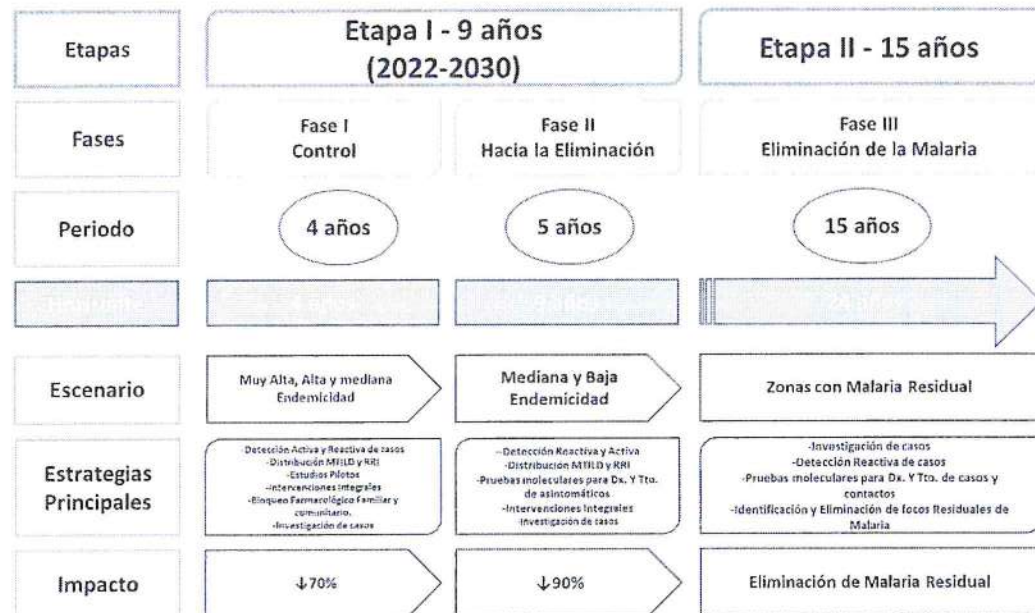 Etapas
Etapa I - 9 años
(2022-2030)
Etapa II - 15 años
Fases
Fase I
Control
Fase II
Hacia la Eliminación
Fase III
Eliminación de la Malaria
Periodo
4 años
5 años
15 años
Escenario
Muy Alta, Alta y mediana
Endemicidad
Mediana y Baja
Endemicidad
Zonas con Malaria Residual
Estrategias
Principales
-Detección Activa y Reactiva de casos
-Distribución MTILD y RRI
-Estudios Pilotos
-Intervenciones Integrales
-Bloqueo Farmacológico Familiar y
comunitario.
-Investigación de casos
-Detección Reactiva y Activa
-Distribución MTILD y RRI
-Pruebas moleculares para Dx. Y Tto.
de asintomáticos
-Intervenciones Integrales
-Investigación de casos
-Investigación de casos
-Detección Reactiva de casos
-Pruebas moleculares para Dx. Y Tto. de casos y
contactos
-Identificación y Eliminación de focos Residuales de
Malaria
Impacto
↓70%
↓90%
Eliminación de Malaria Residual